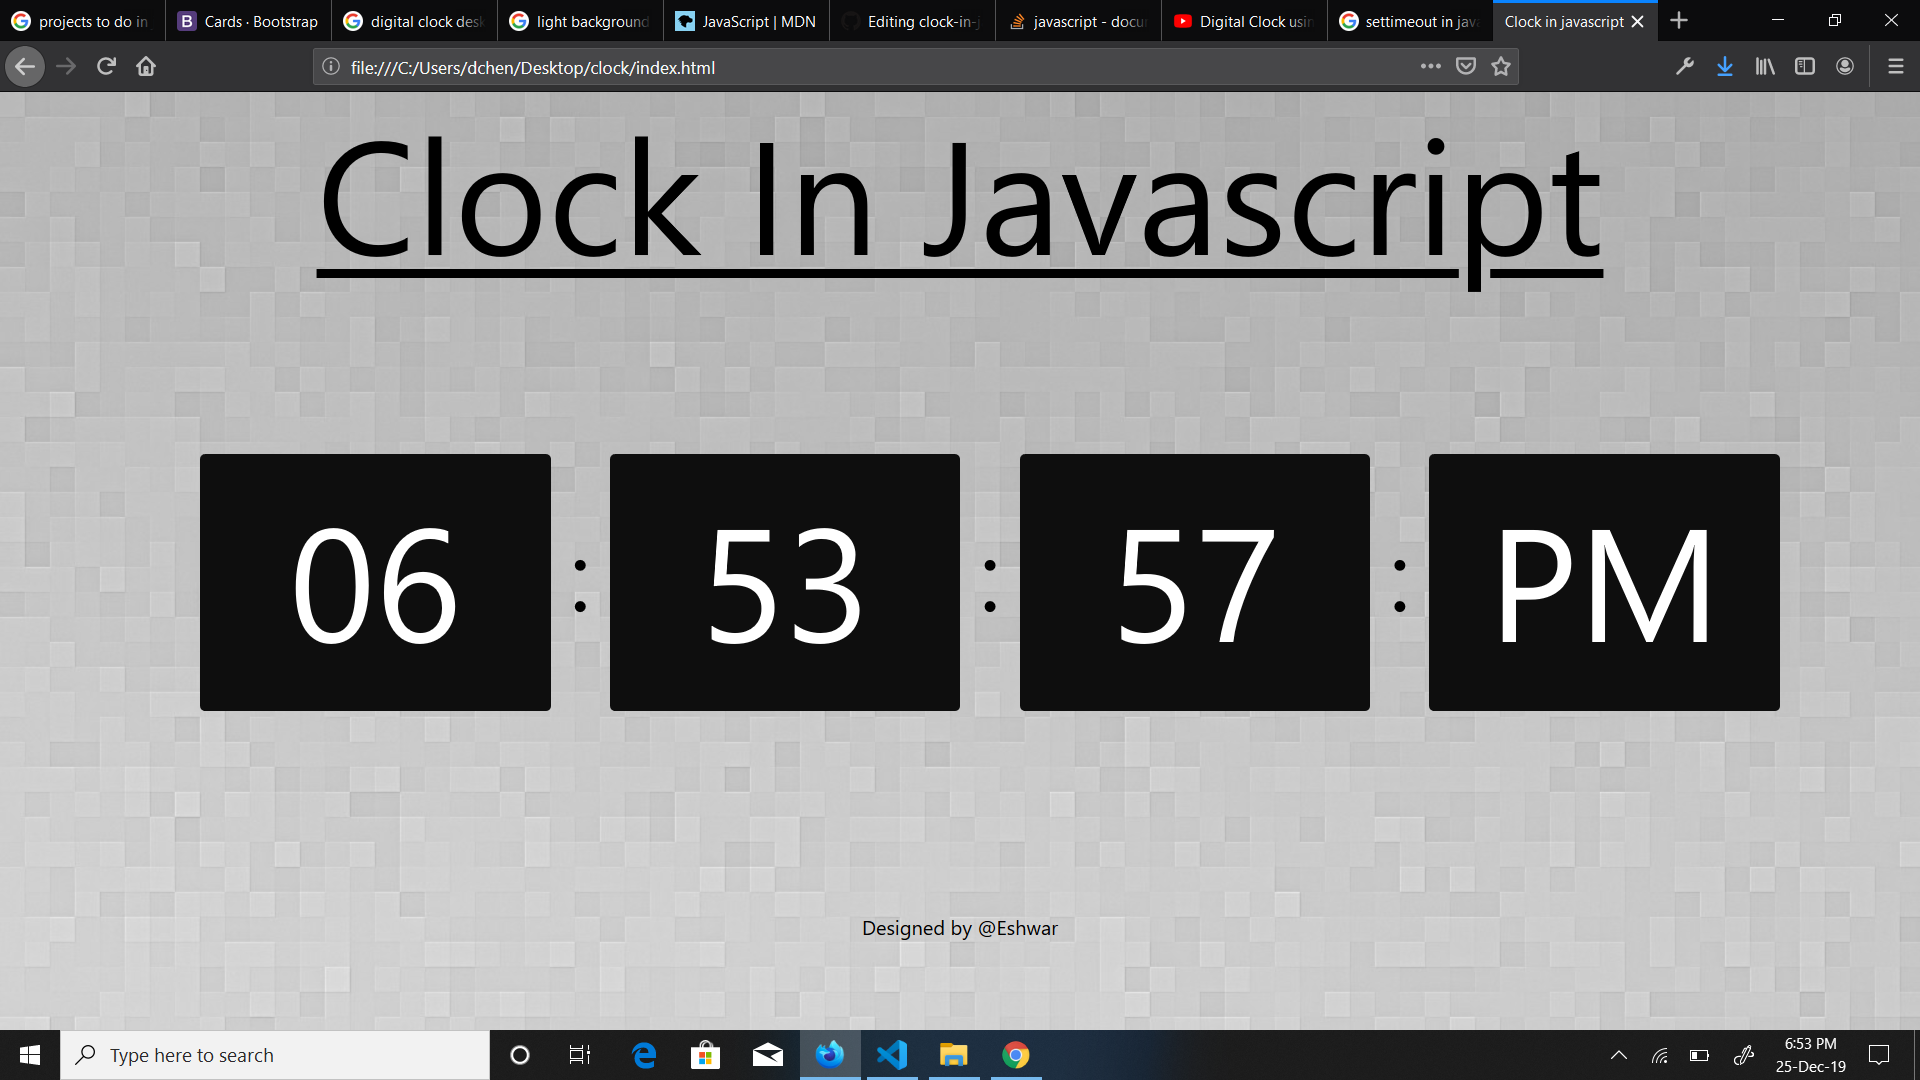 projects to do in
Cards · Bootstrap
digital clock desk
light background
JavaScript | MDN
Editing clock-in-j
javascript - docu
Digital Clock usin
settimeout in jav
Clock in javascript
file:///C:/Users/dchen/Desktop/clock/index.html
Clock In Javascript
06 : 53 : 57 : PM
Designed by @Eshwar
Type here to search
6:53 PM
25-Dec-19